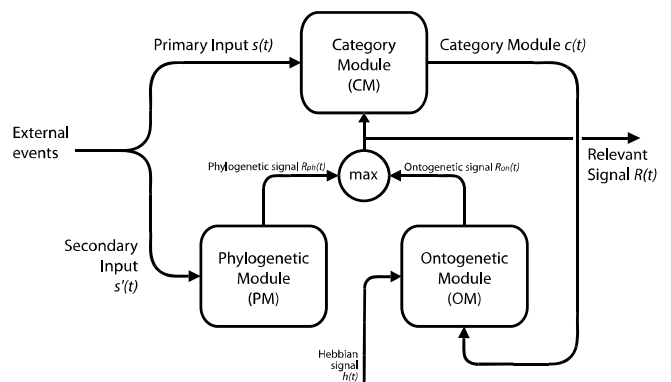 Primary Input s(t)
Category
Module
(CM)
Category Module c(t)
External
events
Phylogenetic signal Rph(t)
max
Ontogenetic signal Ron(t)
Relevant
Signal R(t)
Secondary
Input
s'(t)
Phylogenetic
Module
(PM)
Ontogenetic
Module
(OM)
Hebbian
signal
h(t)